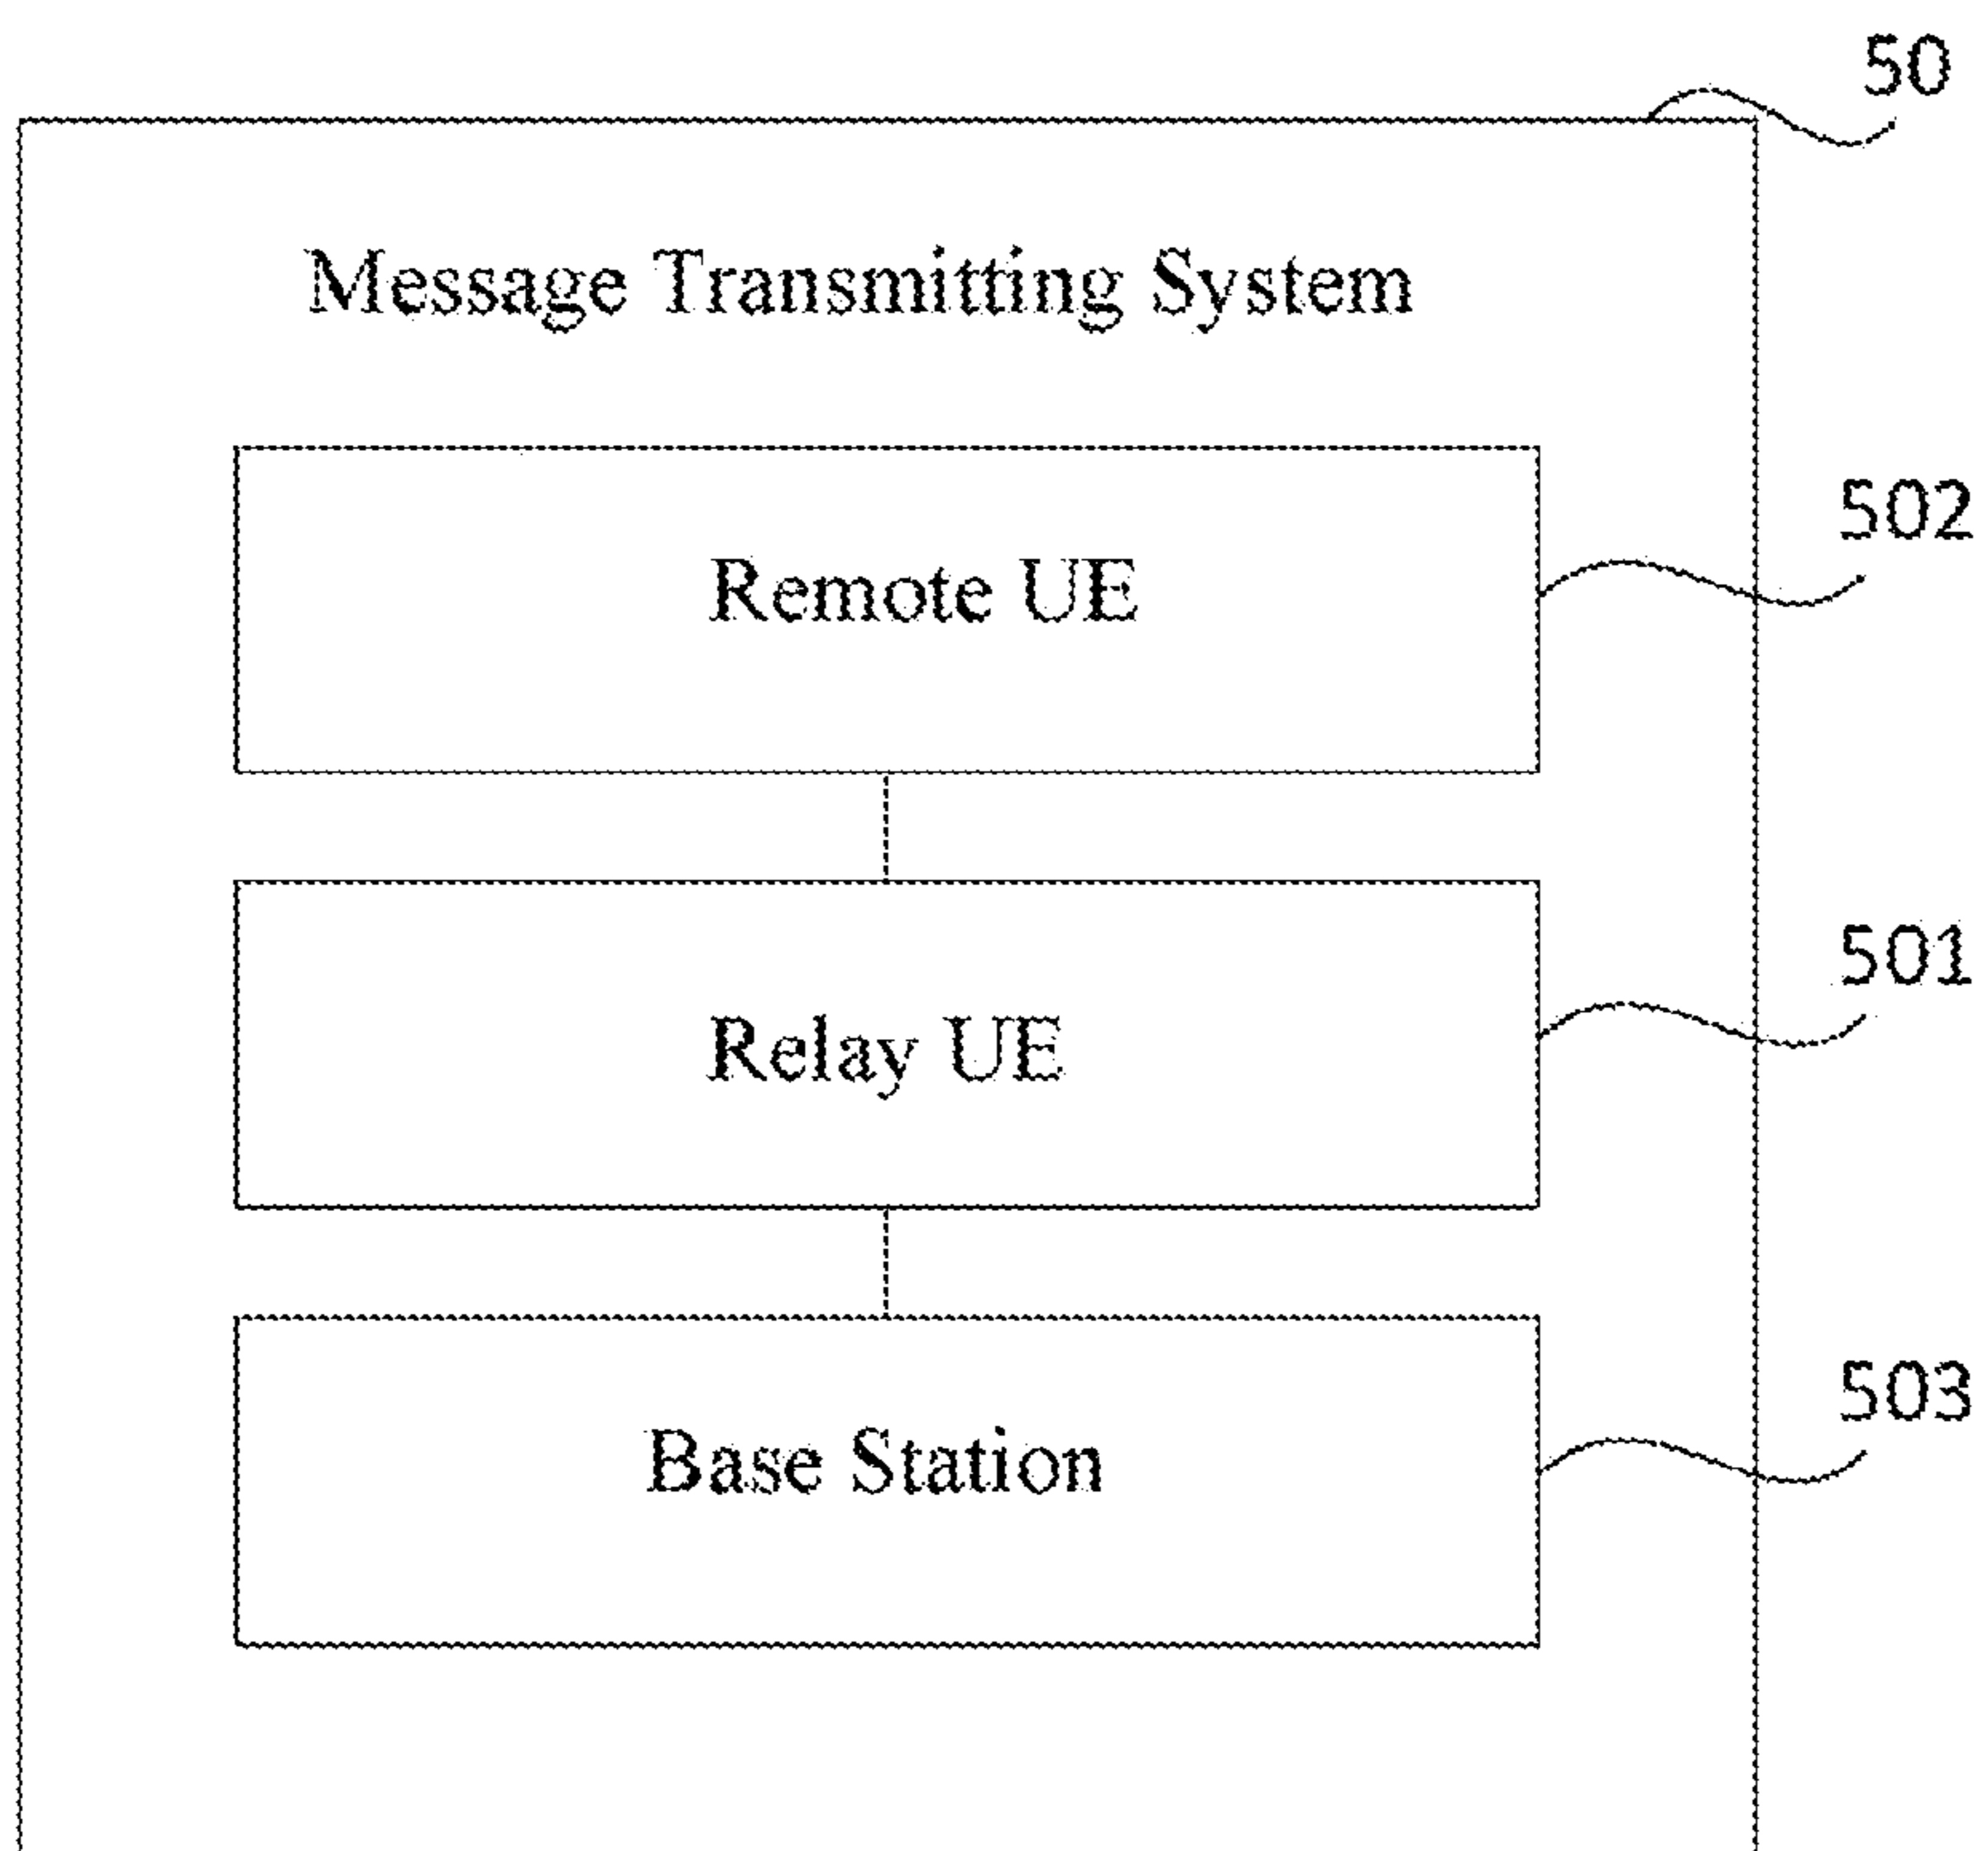 50
Message Transmitting System
502
Remote UE
501
Relay UE
503
Base Station